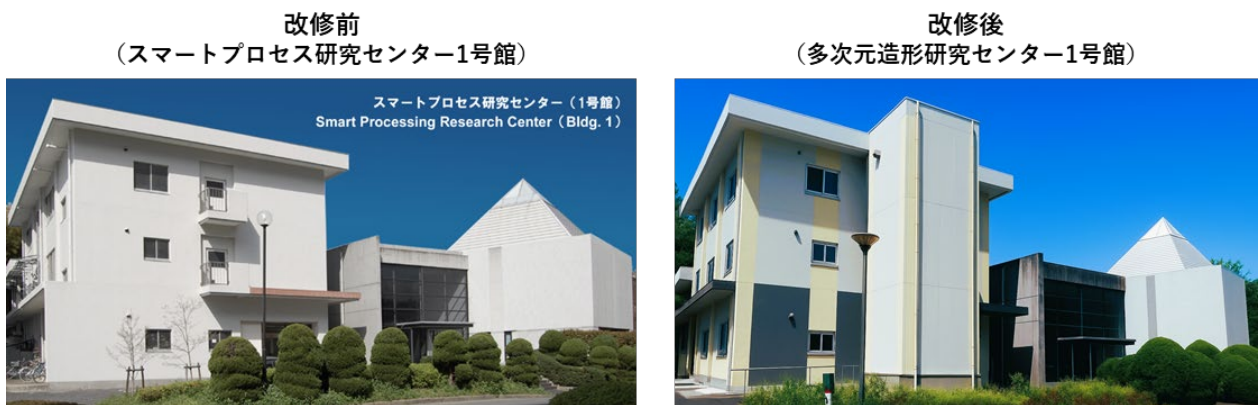 改修前
（スマートプロセス研究センター1号館）
スマートプロセス研究センター（1号館）
Smart Processing Research Center（Bldg. 1）
改修後
（多次元造形研究センター1号館）